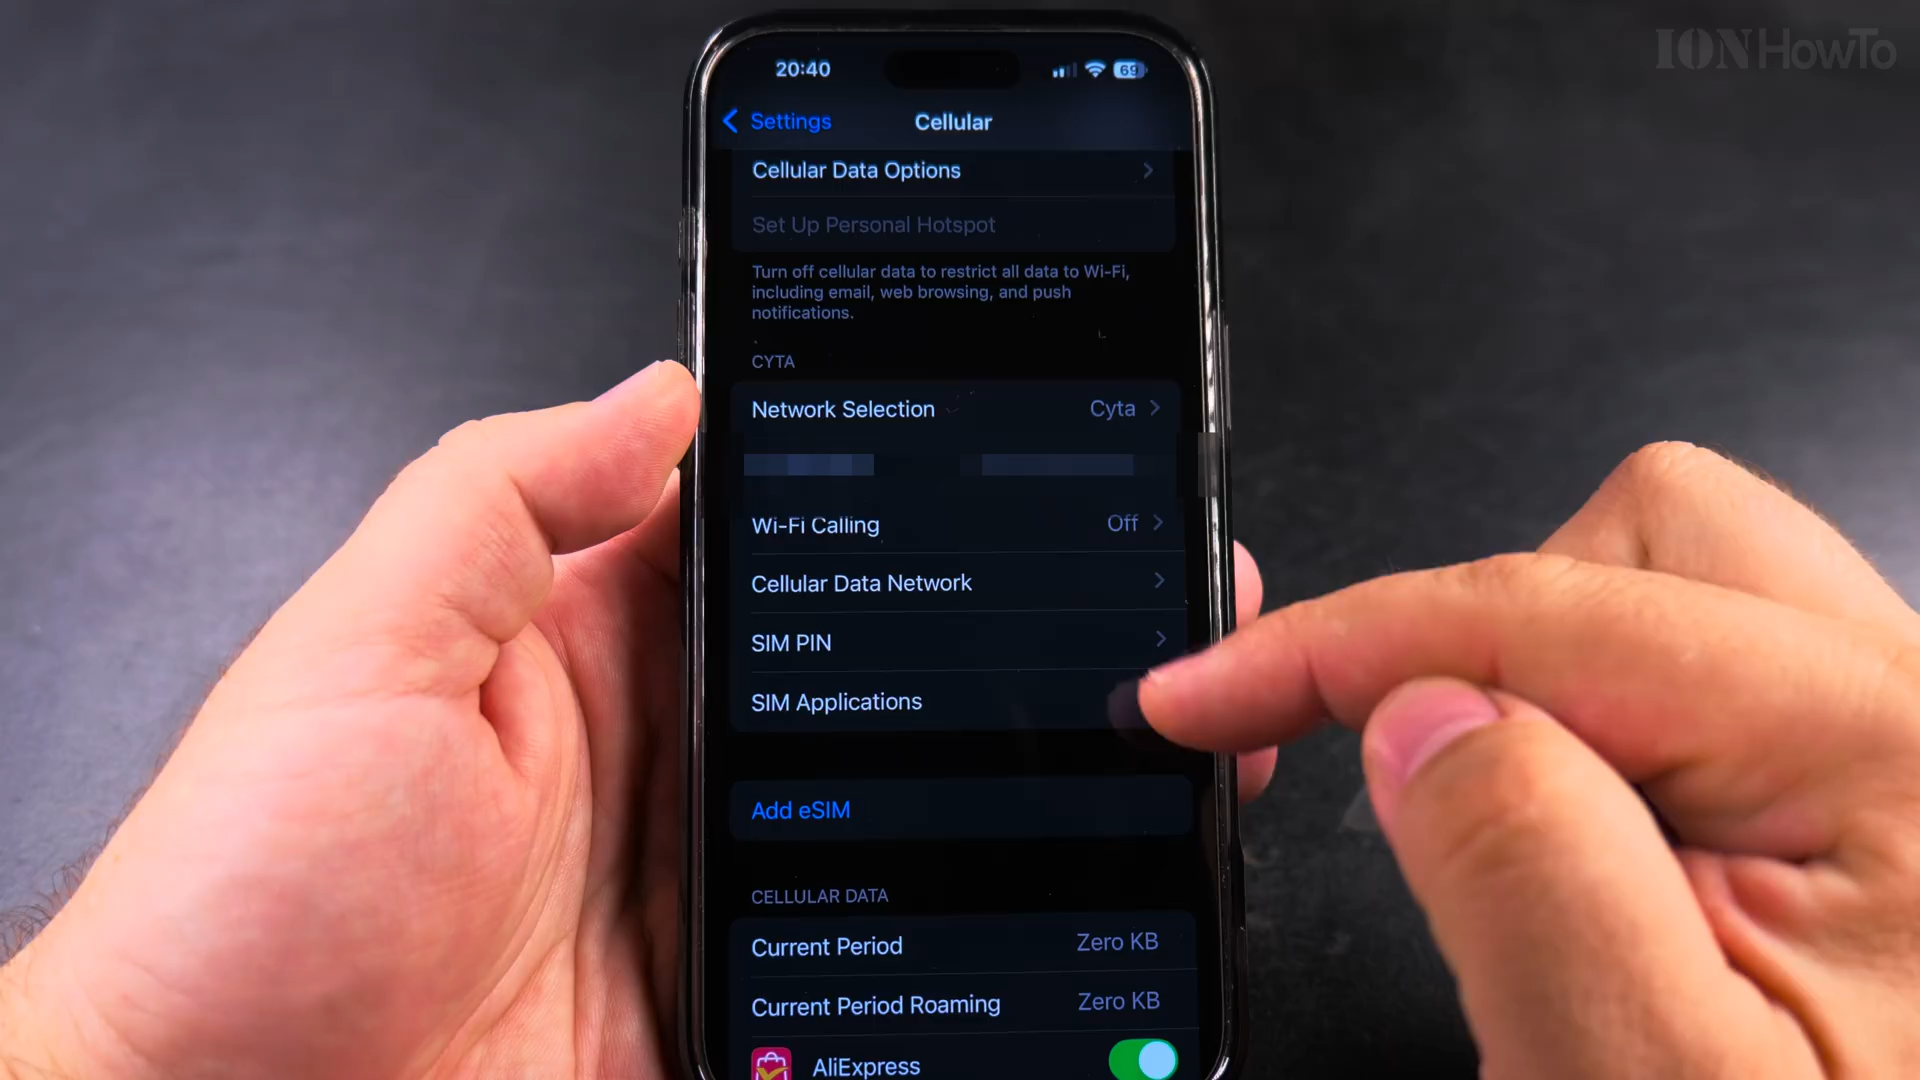 IONHowTo
20:40
69
Settings
Cellular
Cellular Data Options
Set Up Personal Hotspot
Turn off cellular data to restrict all data to Wi-Fi,
including email, web browsing, and push
notifications.
CYTA
Network Selection Cyta
Wi-Fi Calling Off
Cellular Data Network
SIM PIN
SIM Applications
Add eSIM
CELLULAR DATA
Current Period Zero KB
Current Period Roaming Zero KB
AliExpress